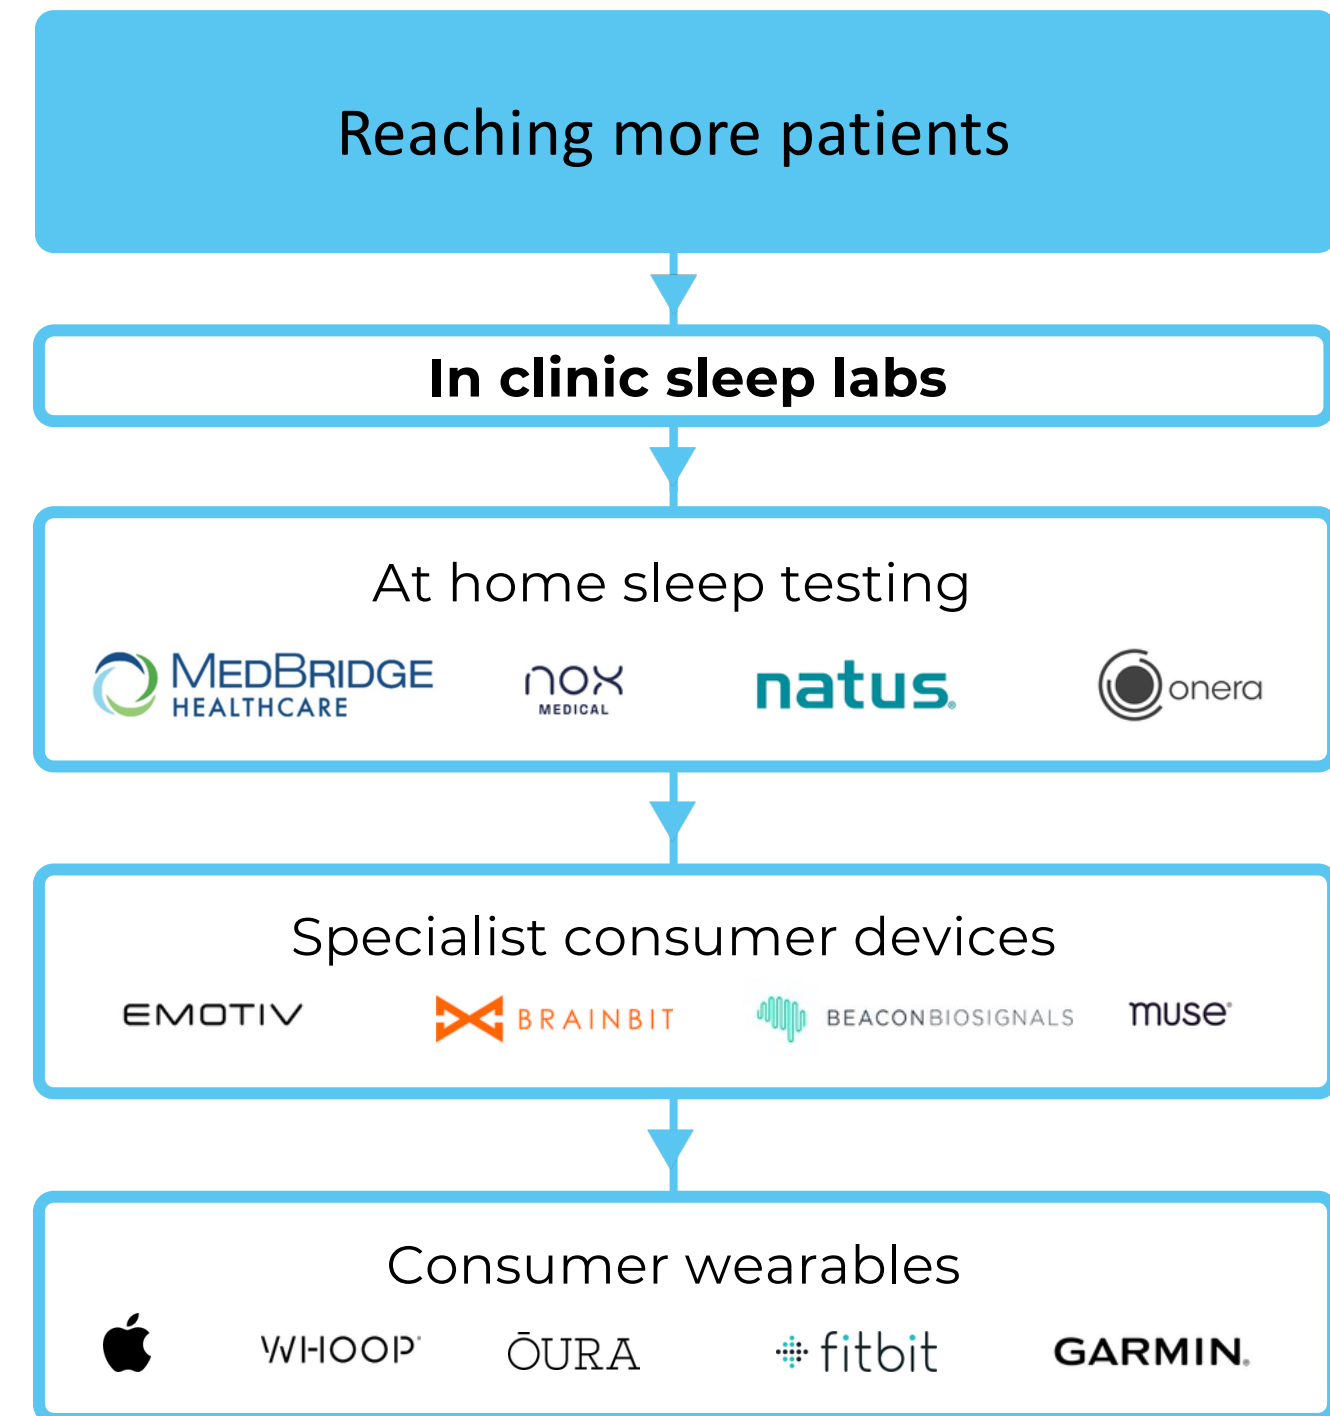 Reaching more patients
In clinic sleep labs
At home sleep testing
MEDBRIDGE
HEALTHCARE
nox
MEDICAL
natus®
onera
Specialist consumer devices
EMOTIV
BRAINBIT
BEACONBIOSIGNALS
muse®
Consumer wearables
WHOOP®
ŌURA
fitbit
GARMIN®